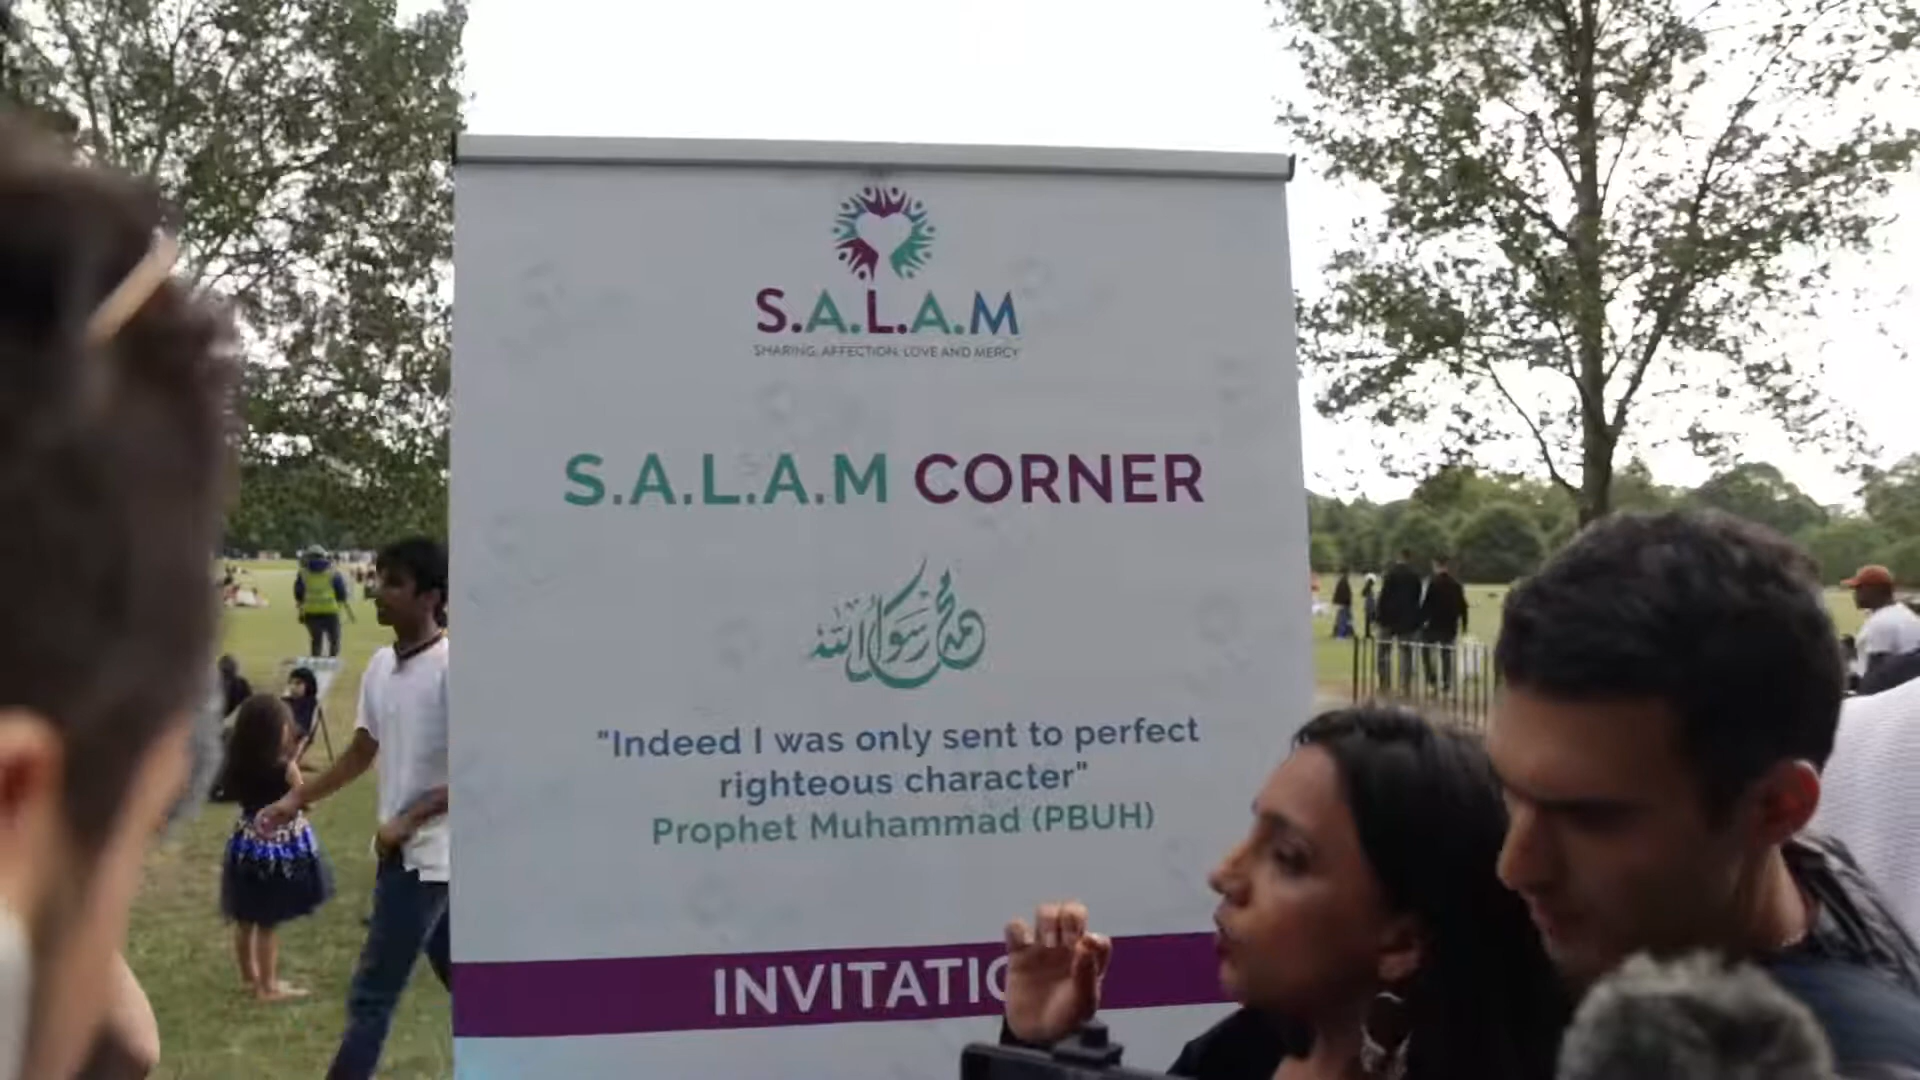 S.A.L.A.M
SHARING, AFFECTION, LOVE AND MERCY
S.A.L.A.M CORNER
محمد رسول الله
"Indeed I was only sent to perfect
righteous character"
Prophet Muhammad (PBUH)
INVITATIO